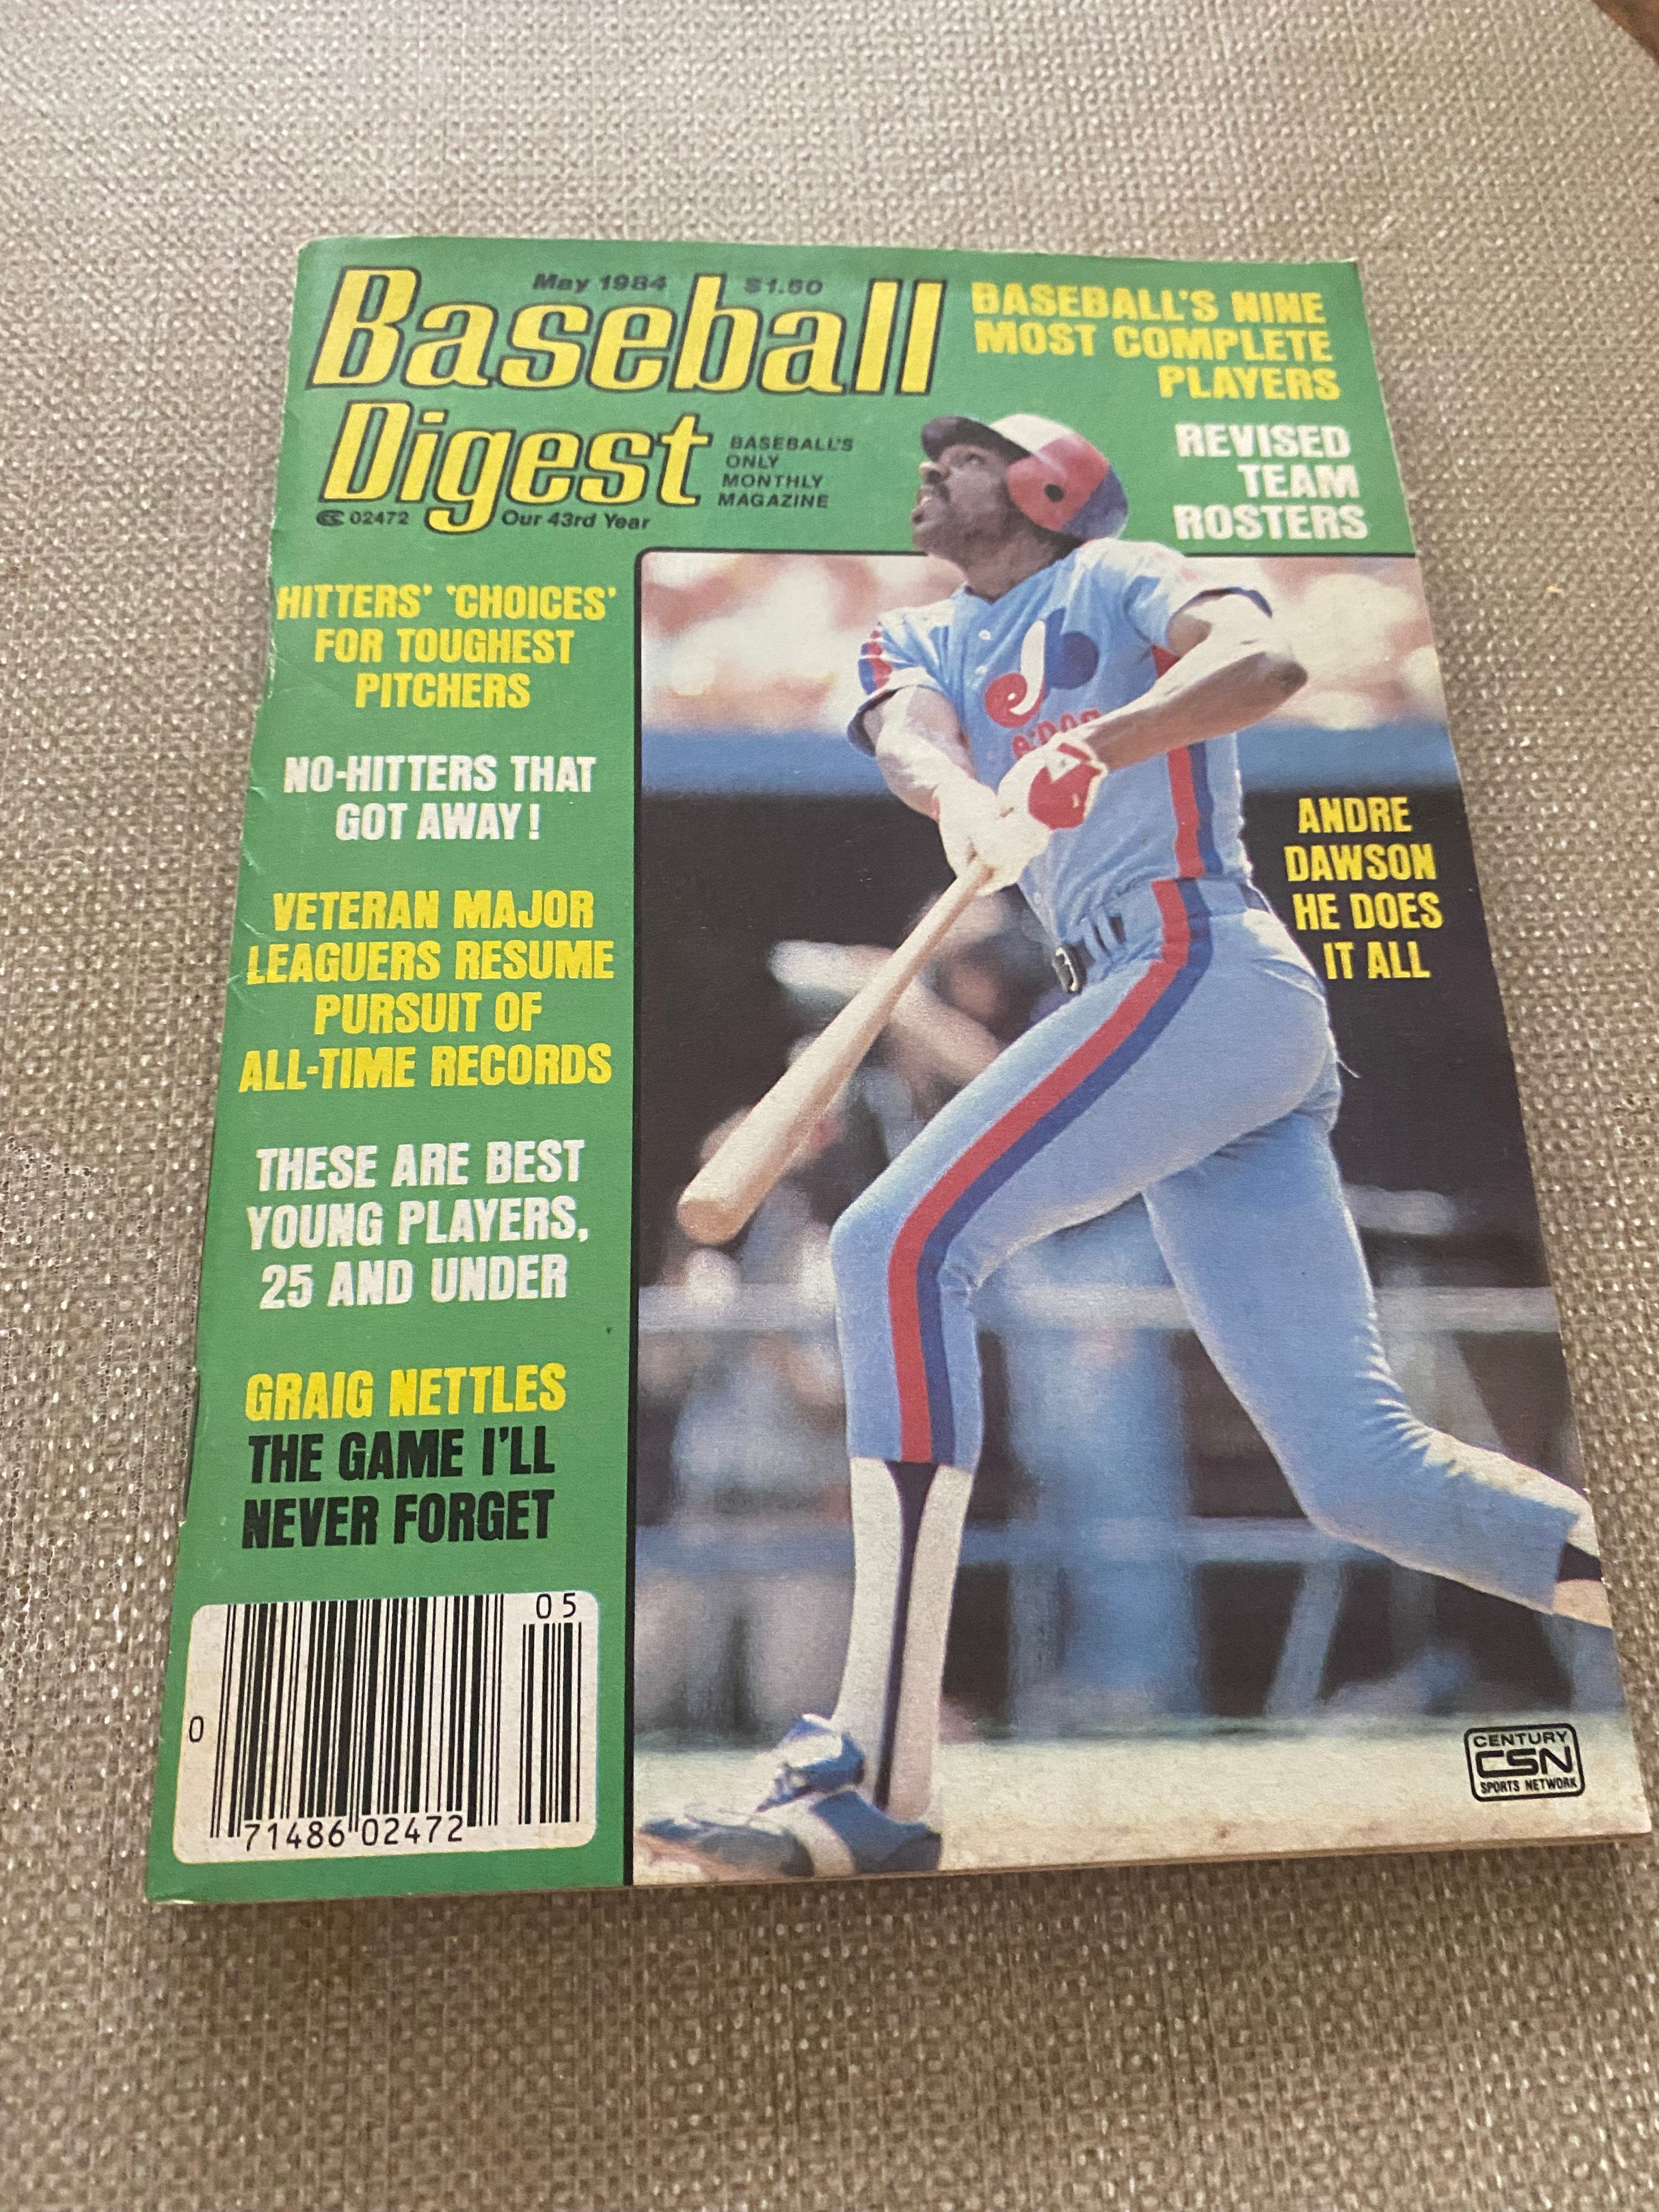 May 1984 $1.50
Baseball
Digest
BASEBALL'S
ONLY
MONTHLY
MAGAZINE
02472
Our 43rd Year
BASEBALL'S NINE
MOST COMPLETE
PLAYERS
REVISED
TEAM
ROSTERS
HITTERS' 'CHOICES'
FOR TOUGHEST
PITCHERS
NO-HITTERS THAT
GOT AWAY!
VETERAN MAJOR
LEAGUERS RESUME
PURSUIT OF
ALL-TIME RECORDS
THESE ARE BEST
YOUNG PLAYERS,
25 AND UNDER
GRAIG NETTLES
THE GAME I'LL
NEVER FORGET
ANDRE
DAWSON
HE DOES
IT ALL
05
0 71486 02472
CENTURY
CSN
SPORTS NETWORK